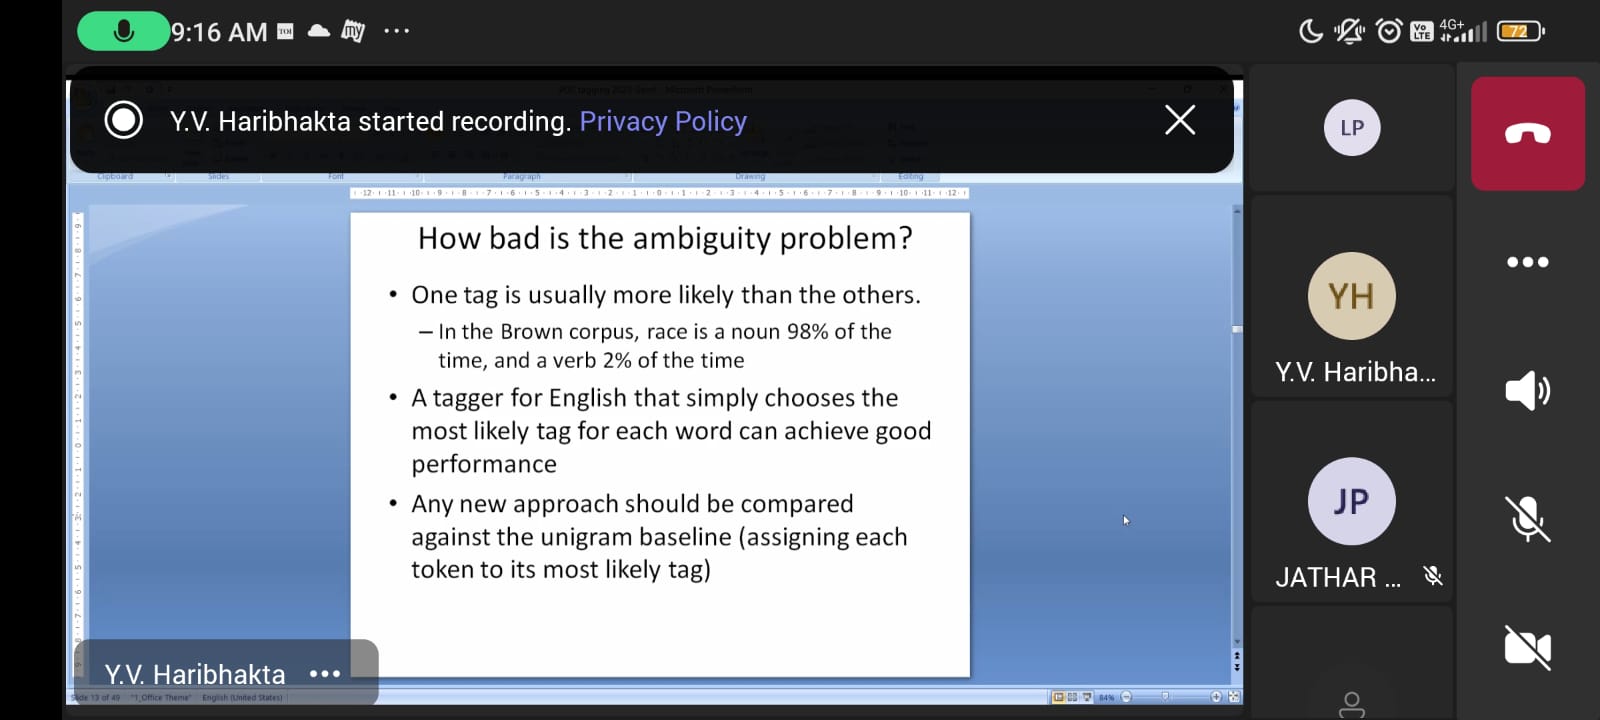 9:16 AM
4G+
Vo
LTE
72
Y.V. Haribhakta started recording. Privacy Policy
Clipboard Slides Font Paragraph Drawing Editing
How bad is the ambiguity problem?
• One tag is usually more likely than the others.
– In the Brown corpus, race is a noun 98% of the
time, and a verb 2% of the time
• A tagger for English that simply chooses the
most likely tag for each word can achieve good
performance
• Any new approach should be compared
against the unigram baseline (assigning each
token to its most likely tag)
Y.V. Haribhakta
Slide 13 of 49 "1_Office Theme" English (United States)
84%
LP
YH
Y.V. Haribha...
JP
JATHAR ...